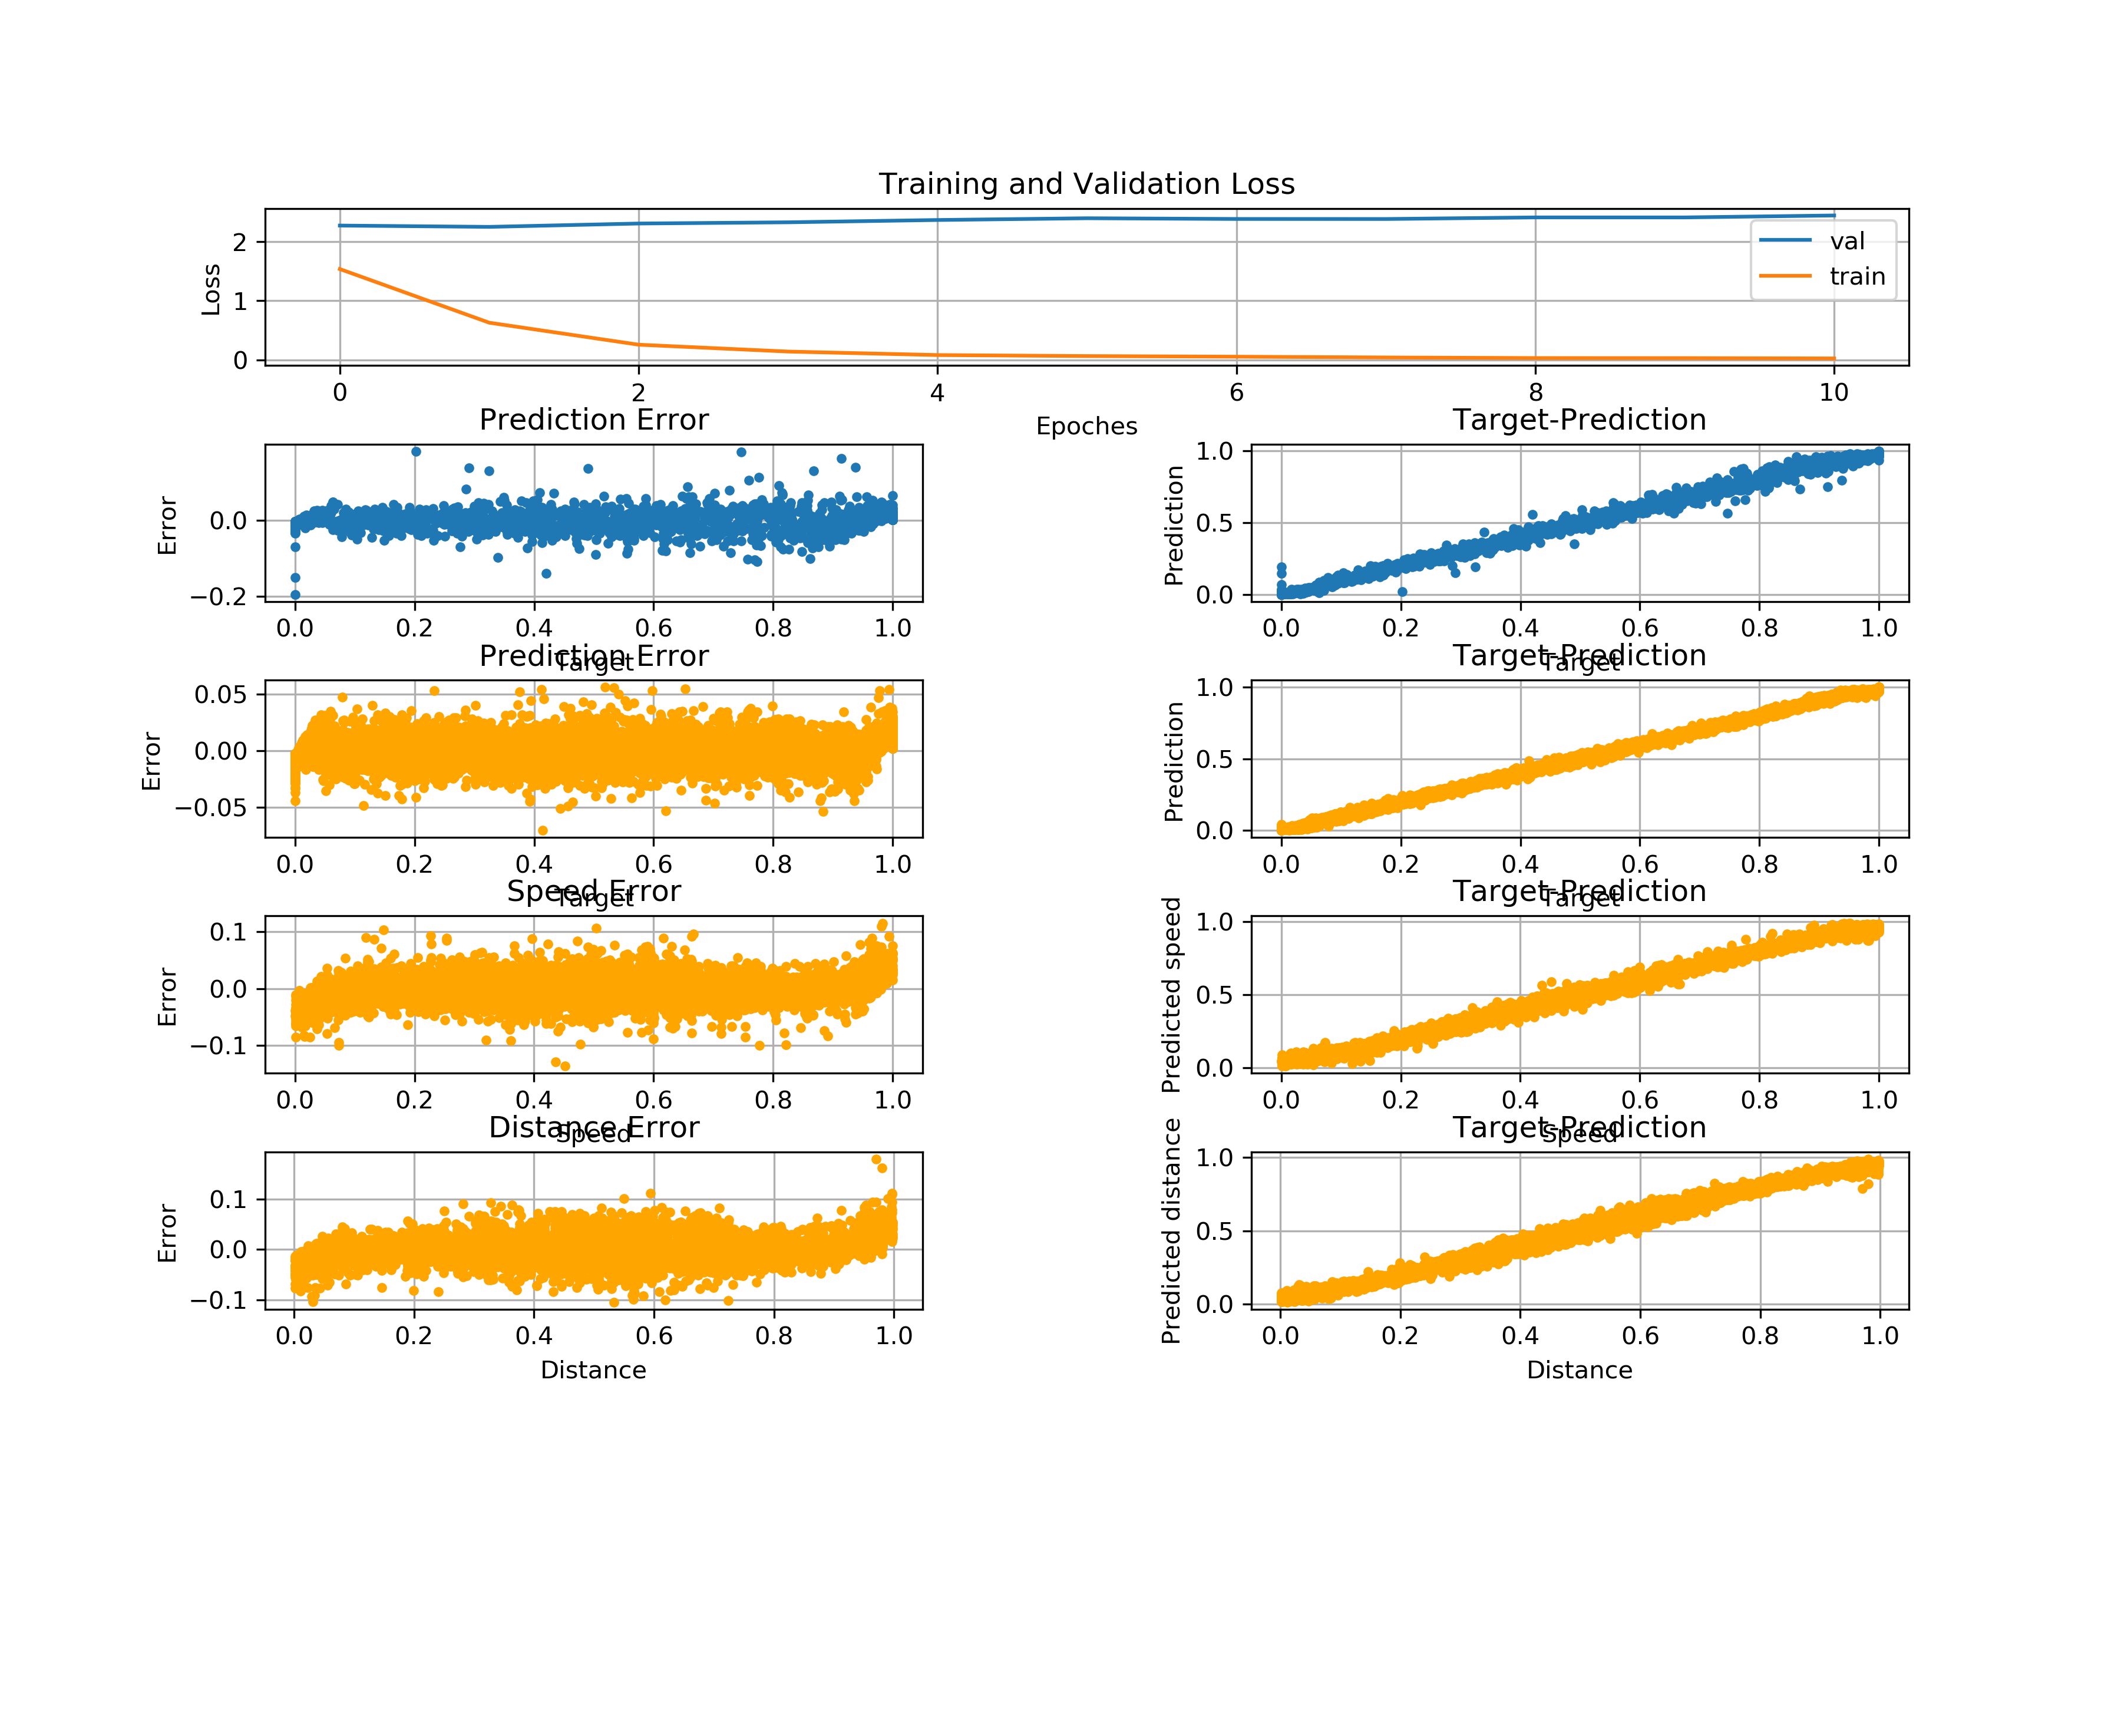 Training and Validation Loss
Loss
2
1
0
val
train
0 2 4 6 8 10
Epoches
Prediction Error
Error
0.0
−0.2
0.0 0.2 0.4 0.6 0.8 1.0
Target
Target-Prediction
Prediction
1.0
0.5
0.0
0.0 0.2 0.4 0.6 0.8 1.0
Target
Prediction Error
Error
0.05
0.00
−0.05
0.0 0.2 0.4 0.6 0.8 1.0
Target
Target-Prediction
Prediction
1.0
0.5
0.0
0.0 0.2 0.4 0.6 0.8 1.0
Target
Speed Error
Error
0.1
0.0
−0.1
0.0 0.2 0.4 0.6 0.8 1.0
Speed
Target-Prediction
Predicted speed
1.0
0.5
0.0
0.0 0.2 0.4 0.6 0.8 1.0
Speed
Distance Error
Error
0.1
0.0
−0.1
0.0 0.2 0.4 0.6 0.8 1.0
Distance
Target-Prediction
Predicted distance
1.0
0.5
0.0
0.0 0.2 0.4 0.6 0.8 1.0
Distance